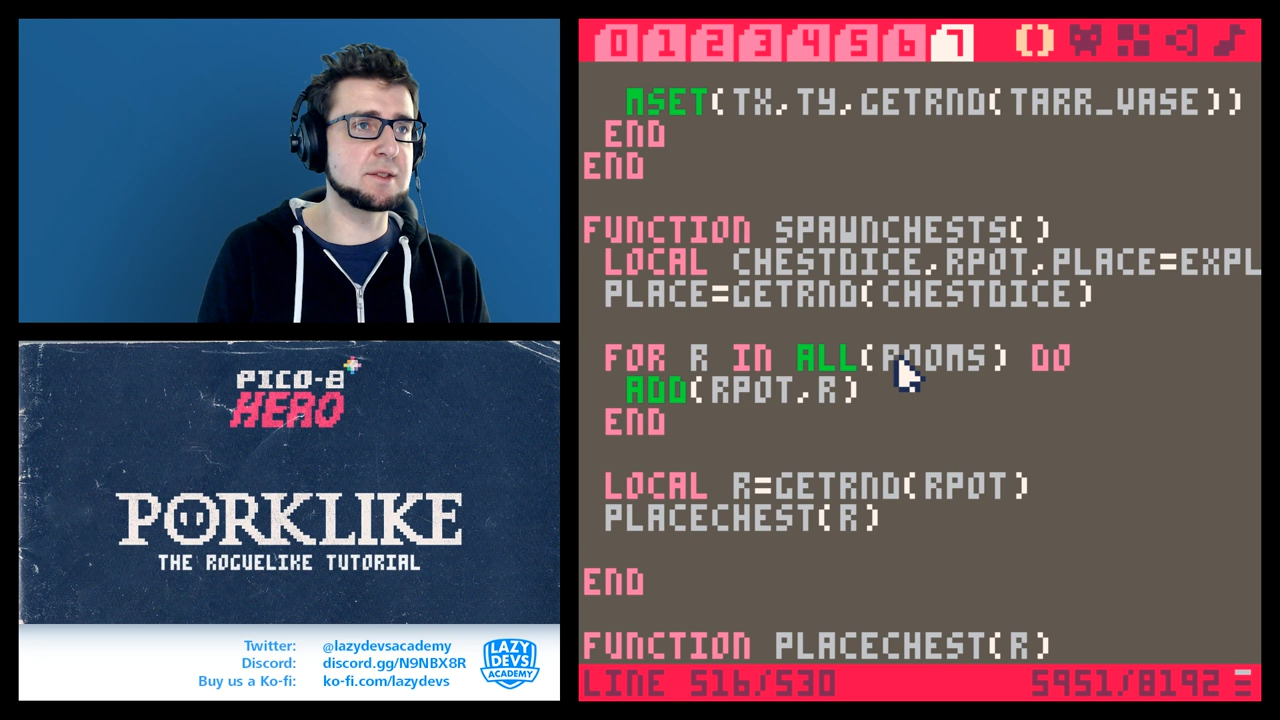 0 1 2 3 4 5 6 7 ()
MSET(TX,TY,GETRND(TARR_VASE))
END
END
FUNCTION SPAWNCHESTS()
LOCAL CHESTDICE,RPOT,PLACE=EXPL
PLACE=GETRND(CHESTDICE)
FOR R IN ALL(ROOMS) DO
ADD(RPOT,R)
END
LOCAL R=GETRND(RPOT)
PLACECHEST(R)
END
FUNCTION PLACECHEST(R)
LINE 516/530 5951/8192
PICO-8
HERO
PORKLIKE
THE ROGUELIKE TUTORIAL
Twitter: @lazydevsacademy
Discord: discord.gg/N9NBX8R
Buy us a Ko-fi: ko-fi.com/lazydevs
LAZY
DEVS
ACADEMY